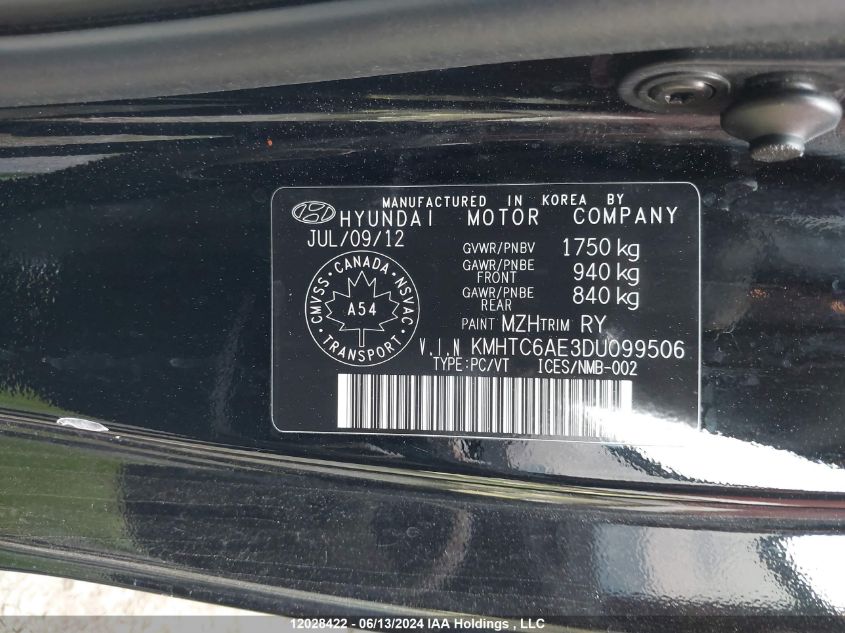 MANUFACTURED IN KOREA BY
HYUNDAI MOTOR COMPANY
JUL/09/12
GVWR/PNBV 1750 kg
GAWR/PNBE FRONT 940 kg
GAWR/PNBE REAR 840 kg
CANADA
CMVSS NSVAC
A54
TRANSPORT
PAINT MZH TRIM RY
V.I.N KMHTC6AE3DU099506
TYPE:PC/VT ICES/NMB-002
12028422 - 06/13/2024 IAA Holdings, LLC